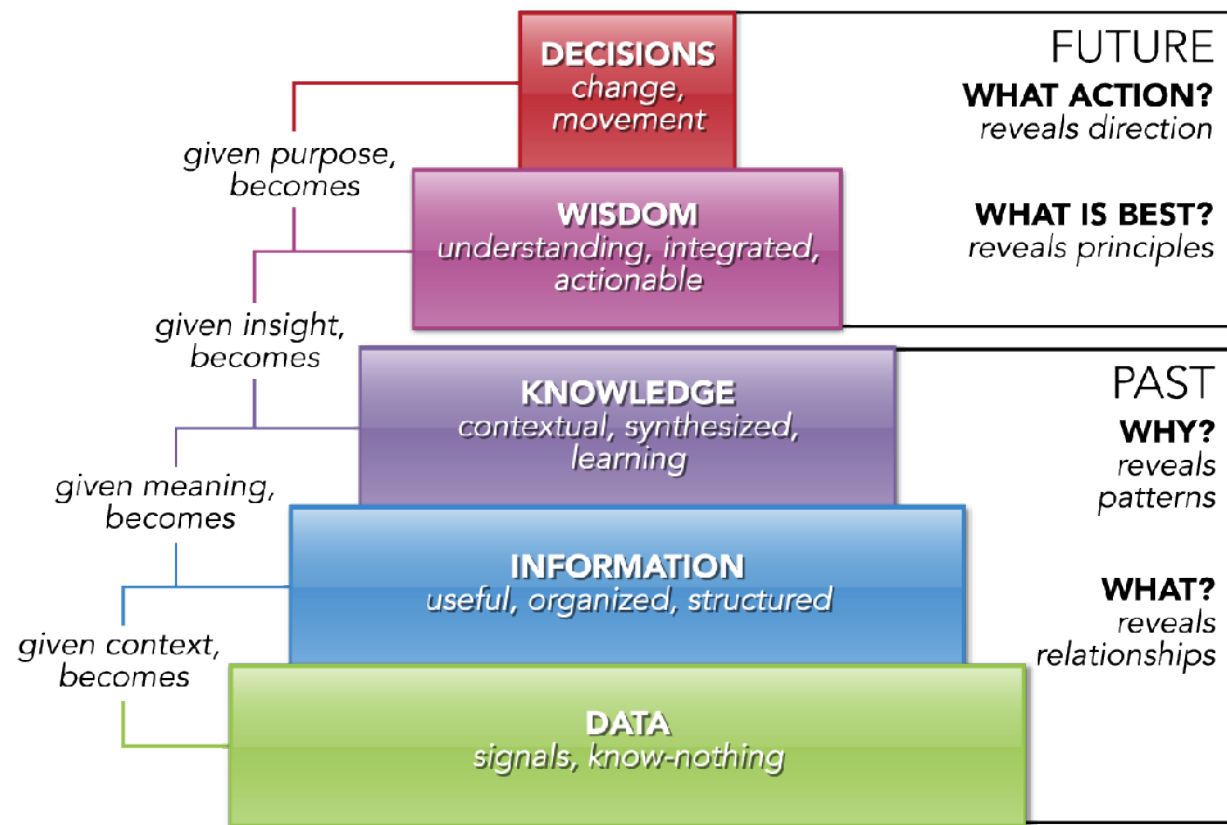 DECISIONS
change,
movement
FUTURE
WHAT ACTION?
reveals direction
given purpose,
becomes
WISDOM
understanding, integrated,
actionable
WHAT IS BEST?
reveals principles
given insight,
becomes
KNOWLEDGE
contextual, synthesized,
learning
PAST
WHY?
reveals
patterns
given meaning,
becomes
INFORMATION
useful, organized, structured
WHAT?
reveals
relationships
given context,
becomes
DATA
signals, know-nothing